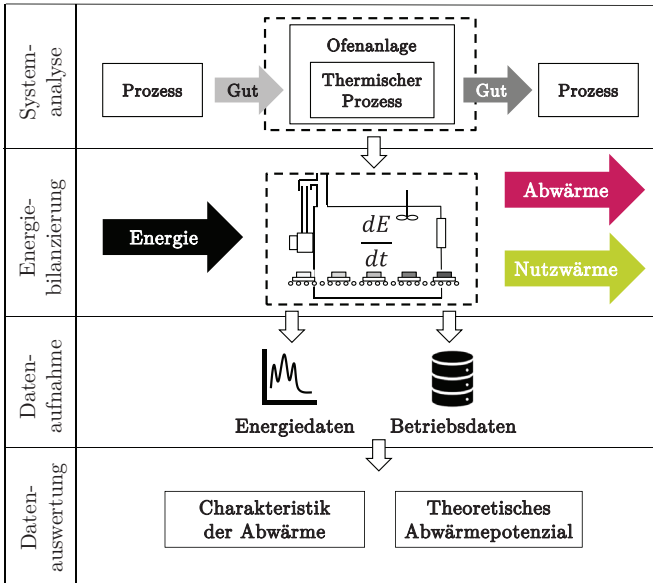 System-
analyse
Ofenanlage
Thermischer
Prozess
Prozess
Gut
Gut
Prozess
Energie-
bilanzierung
Energie
dE
dt
Abwärme
Nutzwärme
Daten-
aufnahme
Energiedaten
Betriebsdaten
Daten-
auswertung
Charakteristik
der Abwärme
Theoretisches
Abwärmepotenzial